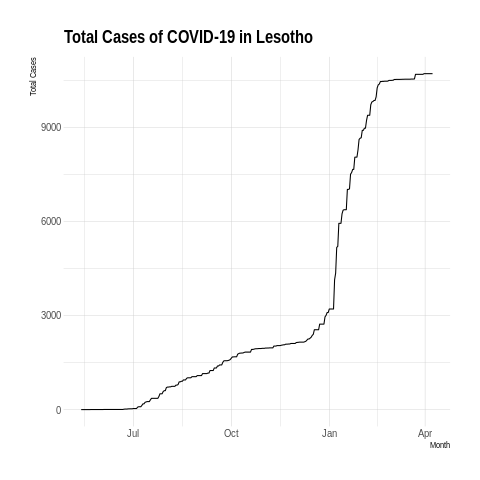 Total Cases of COVID-19 in Lesotho
Total Cases
9000
6000
3000
0
Jul Oct Jan Apr
Month